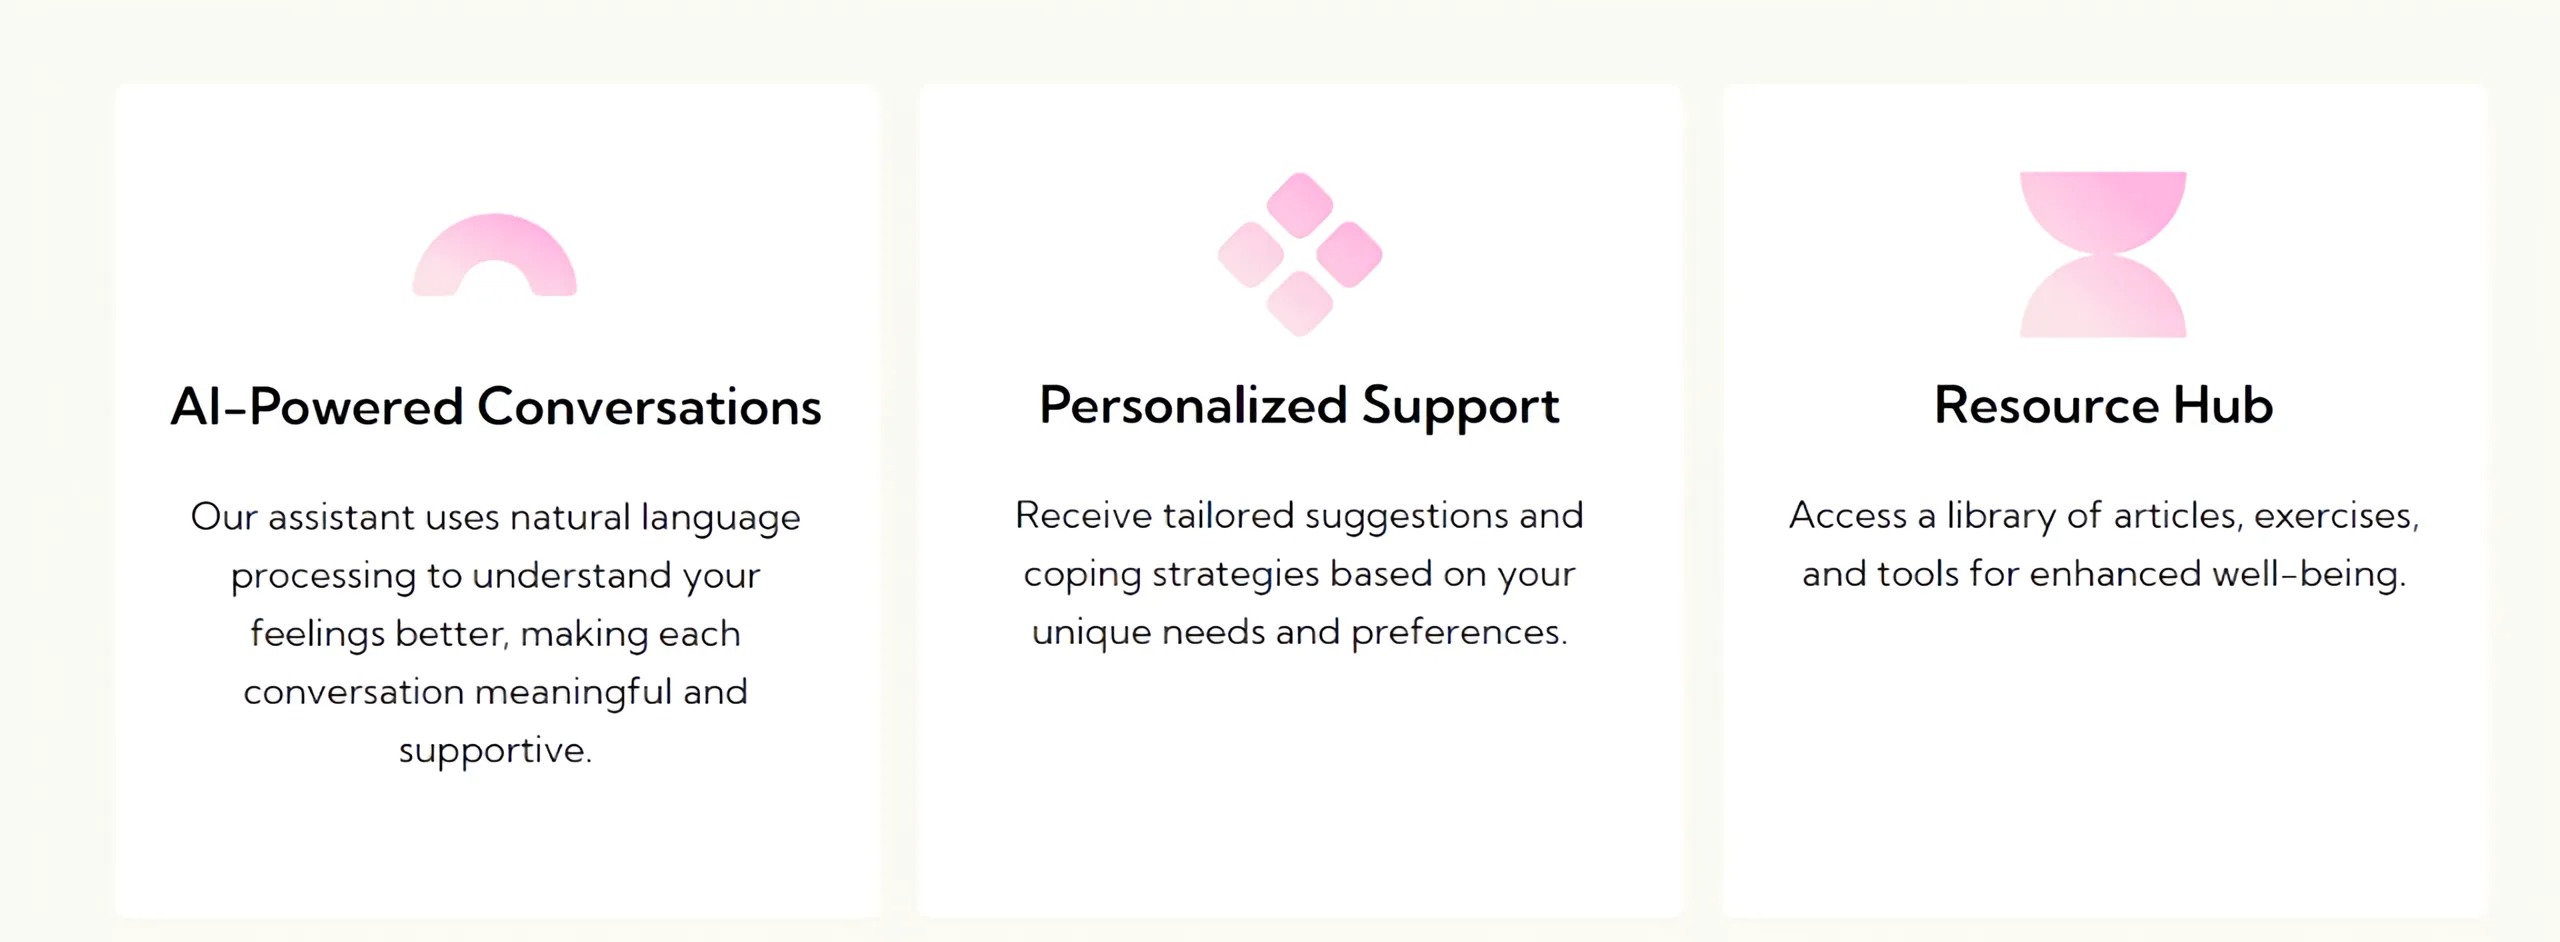 AI-Powered Conversations
Our assistant uses natural language
processing to understand your
feelings better, making each
conversation meaningful and
supportive.
Personalized Support
Receive tailored suggestions and
coping strategies based on your
unique needs and preferences.
Resource Hub
Access a library of articles, exercises,
and tools for enhanced well-being.